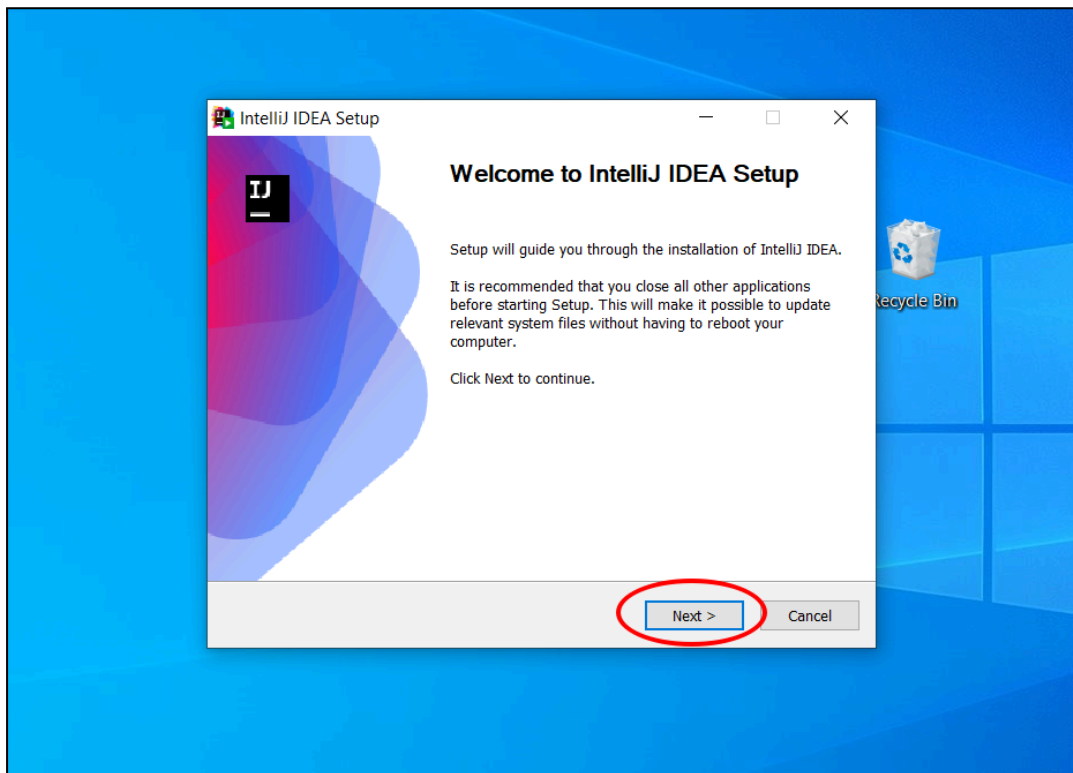 IntelliJ IDEA Setup
IJ
Welcome to IntelliJ IDEA Setup
Setup will guide you through the installation of IntelliJ IDEA.
It is recommended that you close all other applications
before starting Setup. This will make it possible to update
relevant system files without having to reboot your
computer.
Click Next to continue.
Recycle Bin
Next >
Cancel